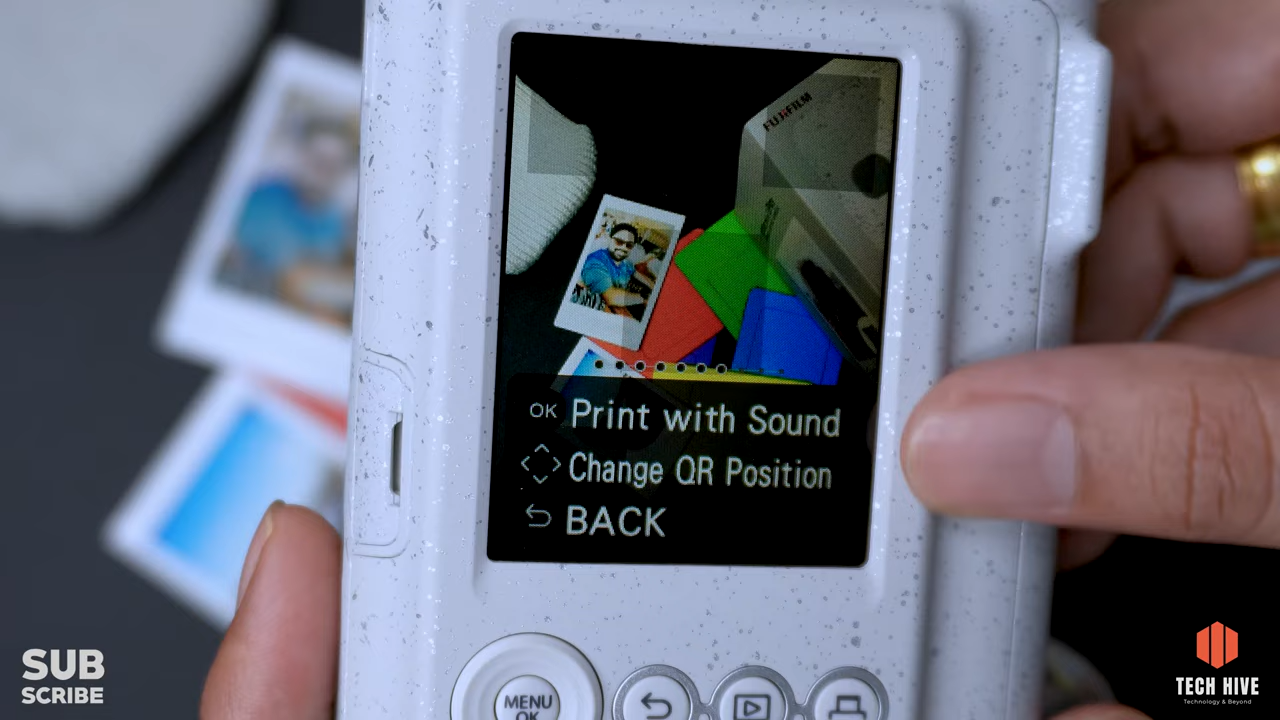 FUJIFILM
OK Print with Sound
Change QR Position
BACK
MENU
OK
SUB
SCRIBE
TECH HIVE
Technology & Beyond